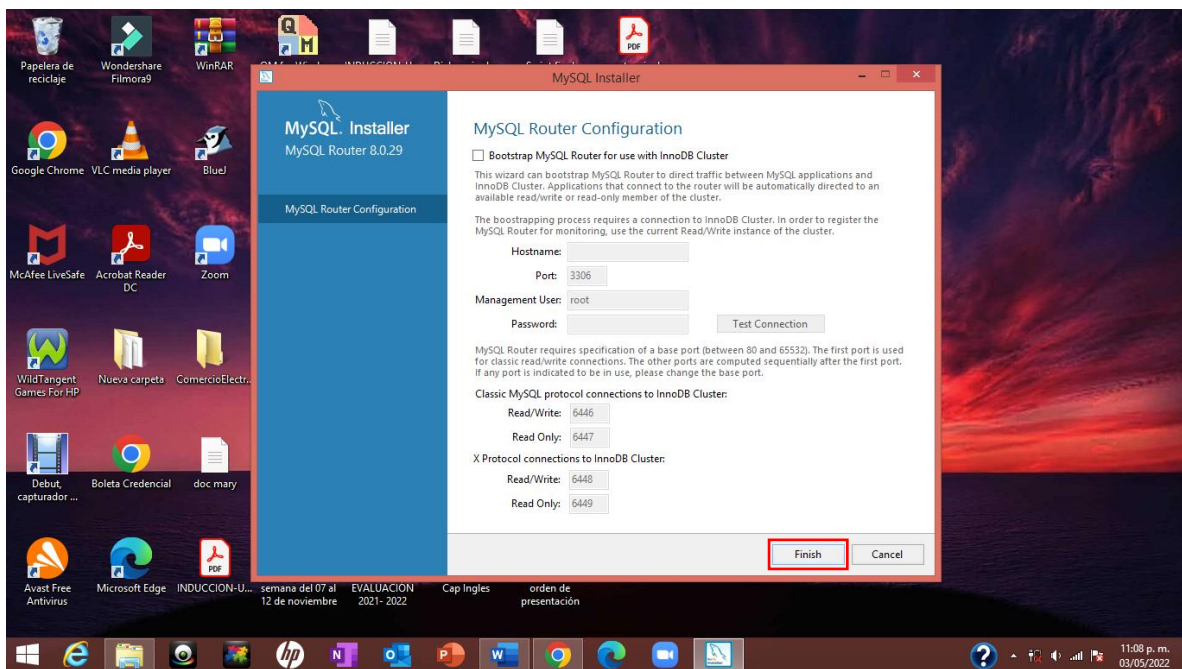 Papelera de reciclaje
Wondershare Filmora9
WinRAR
PDF
MySQL Installer
MySQL. Installer
MySQL Router 8.0.29
MySQL Router Configuration
MySQL Router Configuration
Bootstrap MySQL Router for use with InnoDB Cluster
This wizard can bootstrap MySQL Router to direct traffic between MySQL applications and
InnoDB Cluster. Applications that connect to the router will be automatically directed to an
available read/write or read-only member of the cluster.
The boostrapping process requires a connection to InnoDB Cluster. In order to register the
MySQL Router for monitoring, use the current Read/Write instance of the cluster.
Hostname:
Port: 3306
Management User: root
Password:
Test Connection
MySQL Router requires specification of a base port (between 80 and 65532). The first port is used
for classic read/write connections. The other ports are computed sequentially after the first port.
If any port is indicated to be in use, please change the base port.
Classic MySQL protocol connections to InnoDB Cluster:
Read/Write: 6446
Read Only: 6447
X Protocol connections to InnoDB Cluster:
Read/Write: 6448
Read Only: 6449
Finish
Cancel
Google Chrome
VLC media player
BlueJ
McAfee LiveSafe
Acrobat Reader DC
Zoom
WildTangent Games For HP
Nueva carpeta
ComercioElectr...
Debut, capturador ...
Boleta Credencial
doc mary
Avast Free Antivirus
Microsoft Edge
PDF
INDUCCION-U...
semana del 07 al 12 de noviembre
EVALUACION 2021- 2022
Cap Ingles
orden de presentación
11:08 p. m.
03/05/2022